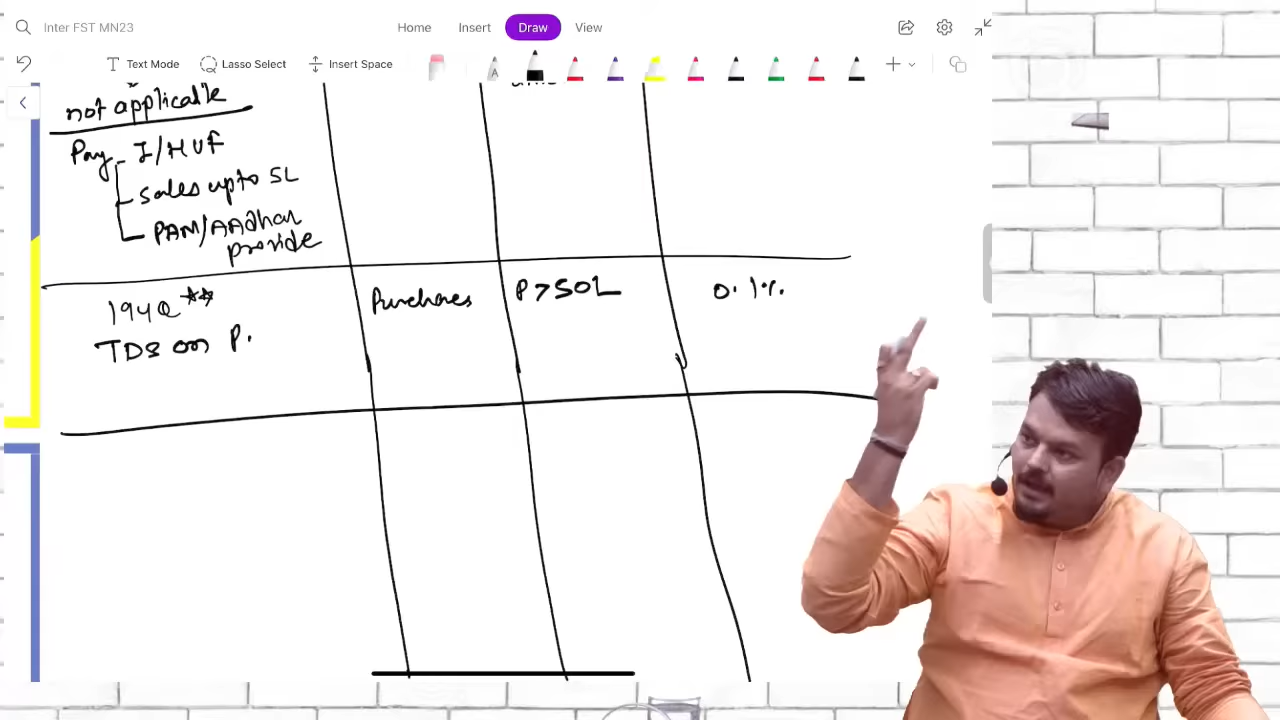 Inter FST MN23
Home Insert Draw View
Text Mode Lasso Select Insert Space
not applicable
Pay - I/HUF
- Sales upto 5L
PAN/AAdhar
provide
194Q**
TDS on P.
Purchases
P > 50L
0.1%.